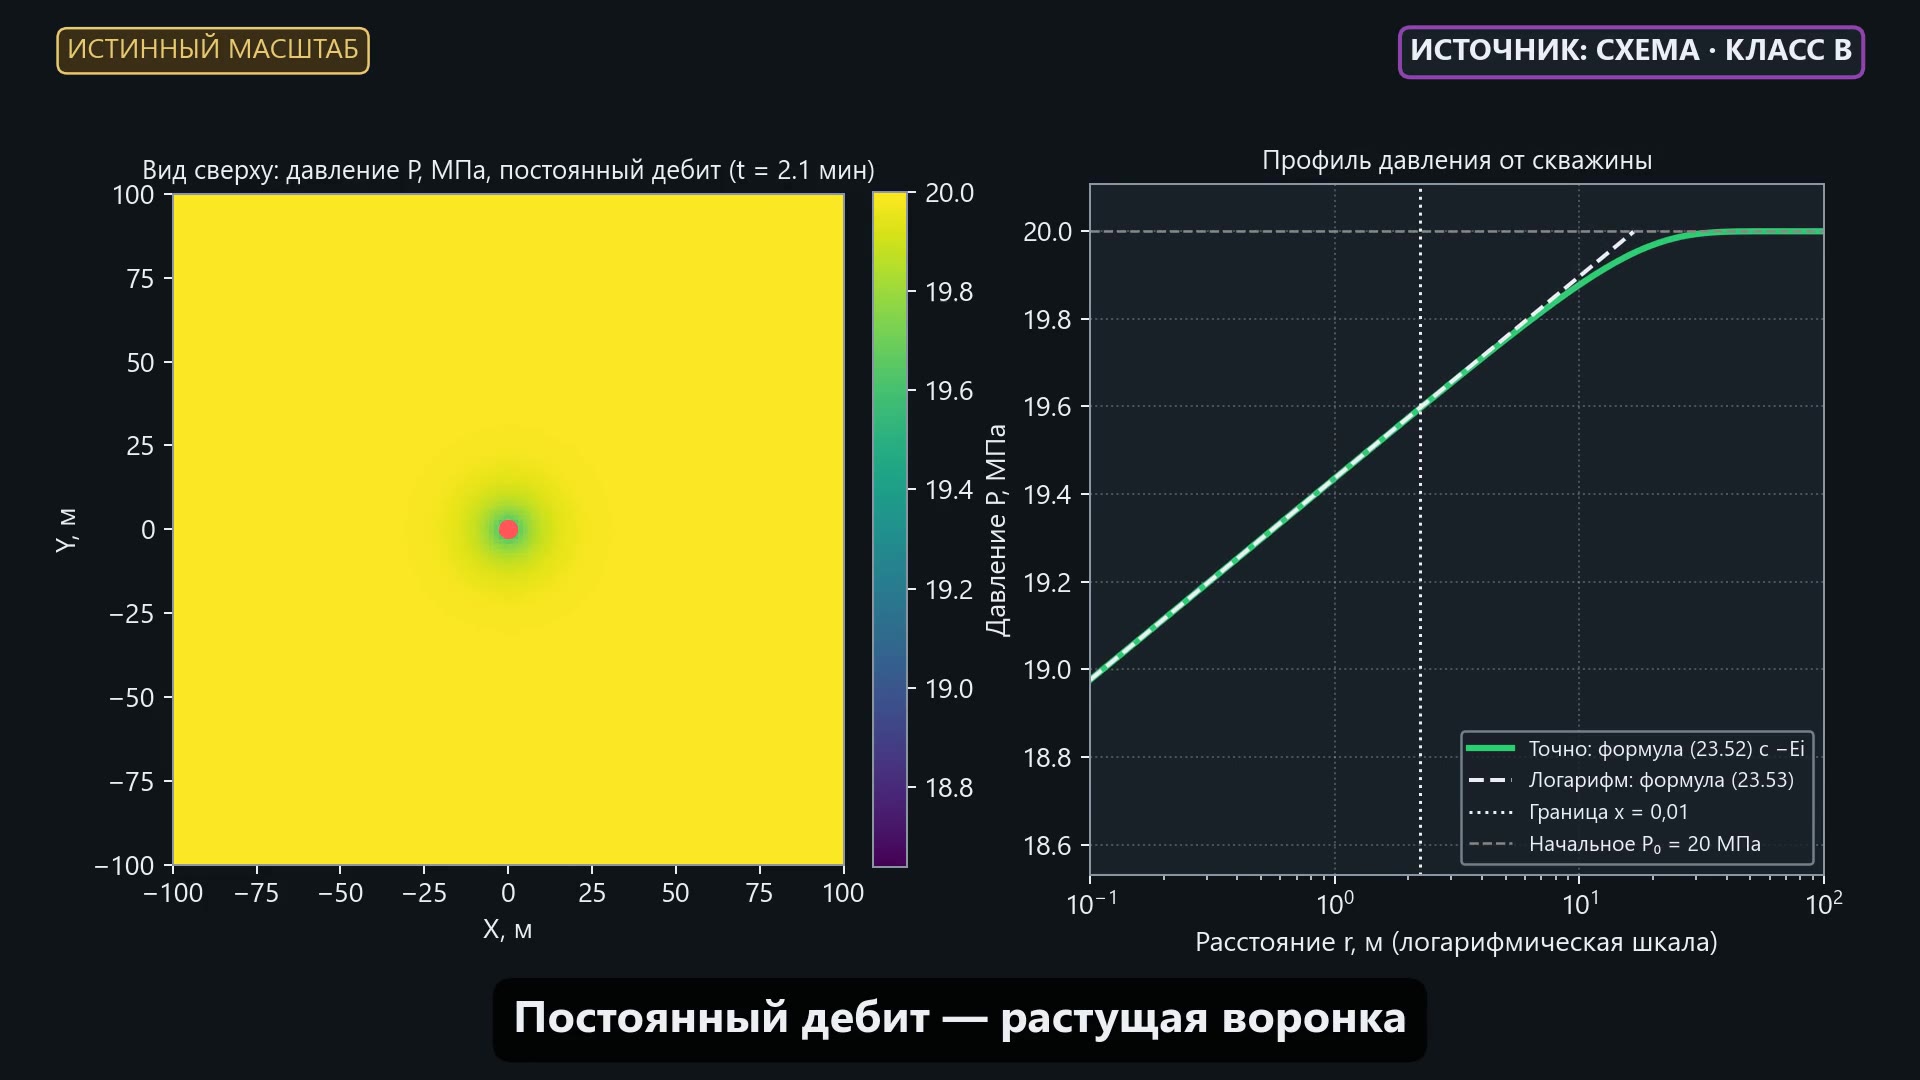 ИСТИННЫЙ МАСШТАБ
ИСТОЧНИК: СХЕМА · КЛАСС B
Вид сверху: давление P, МПа, постоянный дебит (t = 2.1 мин)
100
75
50
25
0
−25
−50
−75
−100
Y, м
−100 −75 −50 −25 0 25 50 75 100
X, м
20.0
19.8
19.6
19.4
19.2
19.0
18.8
Профиль давления от скважины
Давление P, МПа
20.0
19.8
19.6
19.4
19.2
19.0
18.8
18.6
Точно: формула (23.52) с −Ei
Логарифм: формула (23.53)
Граница x = 0,01
Начальное P₀ = 20 МПа
10⁻¹ 10⁰ 10¹ 10²
Расстояние r, м (логарифмическая шкала)
Постоянный дебит — растущая воронка